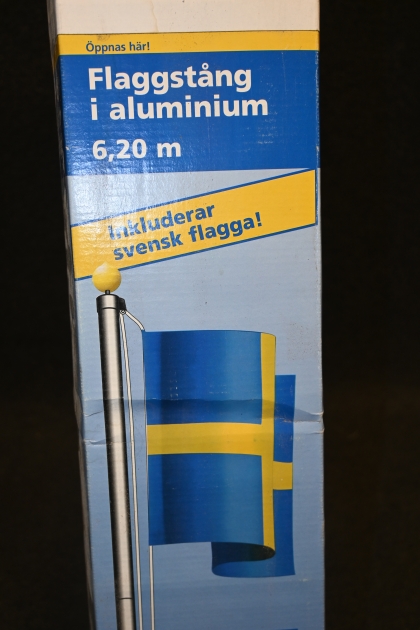 Öppnas här!
Flaggstång
i aluminium
6,20 m
Inkluderar
svensk flagga!